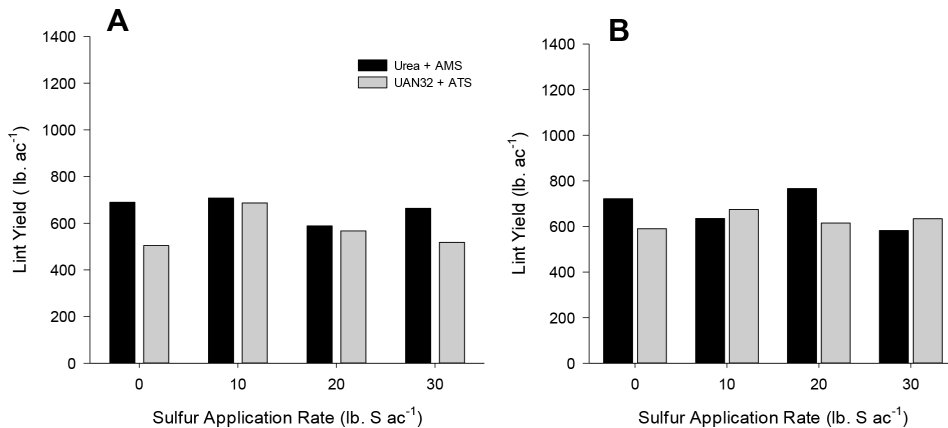 A
1400
1200
1000
800
600
400
200
0
Lint Yield ( lb. ac⁻¹)
Urea + AMS
UAN32 + ATS
0 10 20 30
Sulfur Application Rate (lb. S ac⁻¹)
B
1400
1200
1000
800
600
400
200
0
Lint Yield (lb. ac⁻¹)
0 10 20 30
Sulfur Application Rate (lb. S ac⁻¹)